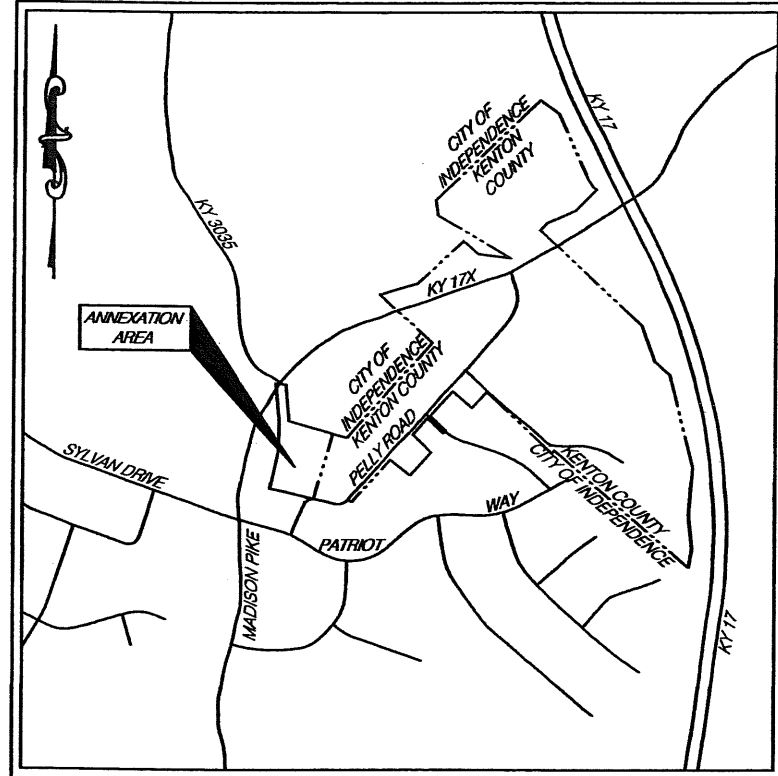 KY 17
CITY OF
INDEPENDENCE
KENTON
COUNTY
KY 3035
KY 17X
ANNEXATION
AREA
CITY OF
INDEPENDENCE
KENTON COUNTY
PELLY ROAD
SYLVAN DRIVE
KENTON COUNTY
CITY OF INDEPENDENCE
WAY
PATRIOT
MADISON PIKE
KY 17